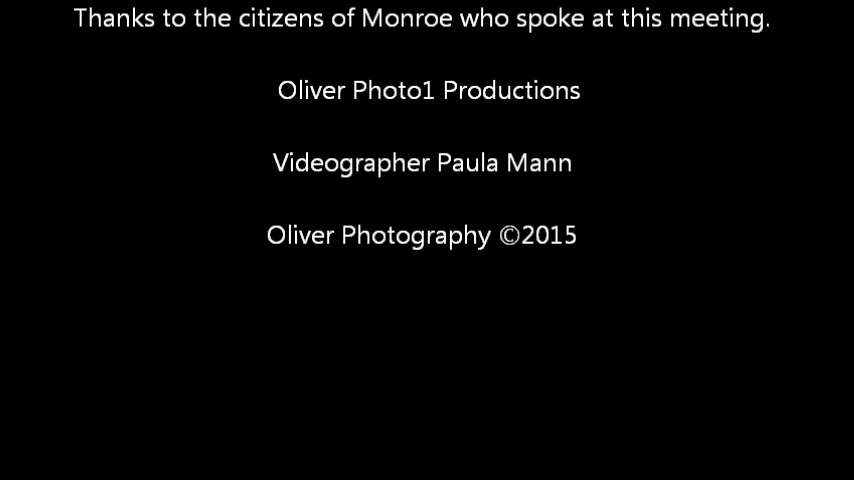 Thanks to the citizens of Monroe who spoke at this meeting.
Oliver Photo1 Productions
Videographer Paula Mann
Oliver Photography ©2015